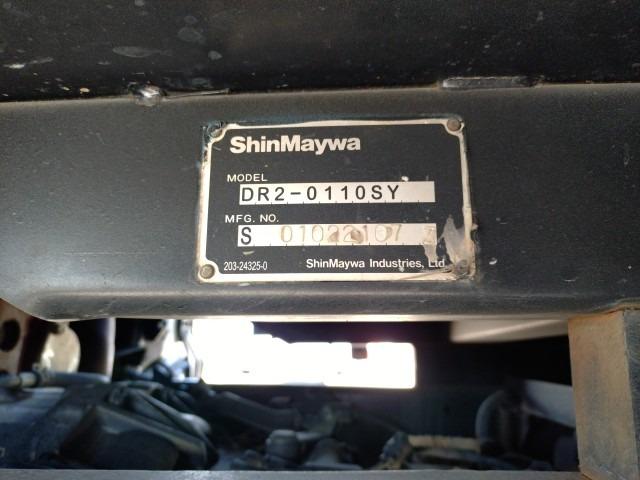 ShinMaywa
MODEL
DR2-0110SY
MFG. NO.
S 01022107
203-24325-0 ShinMaywa Industries, Ltd.